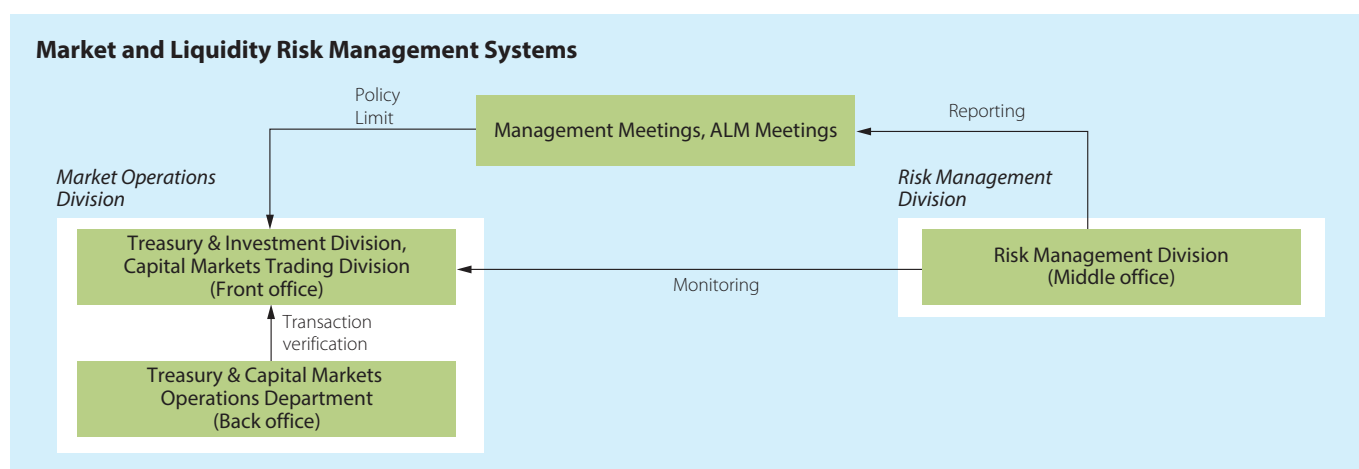 Market and Liquidity Risk Management Systems
Policy
Limit
Management Meetings, ALM Meetings
Reporting
Market Operations
Division
Risk Management
Division
Treasury & Investment Division,
Capital Markets Trading Division
(Front office)
Risk Management Division
(Middle office)
Monitoring
Transaction
verification
Treasury & Capital Markets
Operations Department
(Back office)